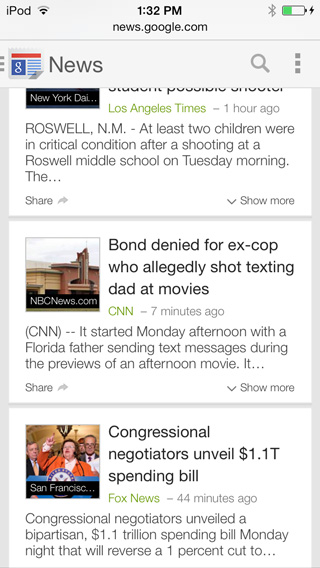 iPod 1:32 PM
news.google.com
g News
student possible shooter
New York Dai...
Los Angeles Times – 1 hour ago
ROSWELL, N.M. - At least two children were
in critical condition after a shooting at a
Roswell middle school on Tuesday morning.
The…
Share Show more
Bond denied for ex-cop
who allegedly shot texting
dad at movies
NBCNews.com
CNN – 7 minutes ago
(CNN) -- It started Monday afternoon with a
Florida father sending text messages during
the previews of an afternoon movie. It…
Share Show more
Congressional
negotiators unveil $1.1T
spending bill
San Francisc...
Fox News – 44 minutes ago
Congressional negotiators unveiled a
bipartisan, $1.1 trillion spending bill Monday
night that will reverse a 1 percent cut to…